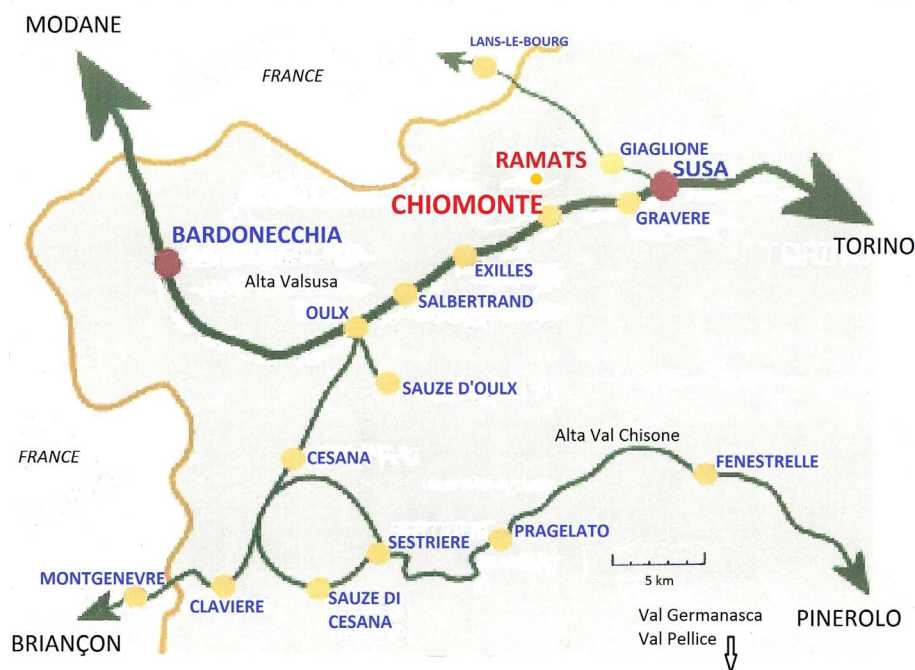 MODANE
LANS-LE-BOURG
FRANCE
GIAGLIONE
RAMATS
SUSA
CHIOMONTE
GRAVERE
BARDONECCHIA
TORINO
EXILLES
Alta Valsusa
SALBERTRAND
OULX
SAUZE D'OULX
Alta Val Chisone
FRANCE
CESANA
FENESTRELLE
PRAGELATO
SESTRIERE
MONTGENEVRE
5 km
CLAVIERE
SAUZE DI
CESANA
Val Germanasca
PINEROLO
BRIANÇON
Val Pellice